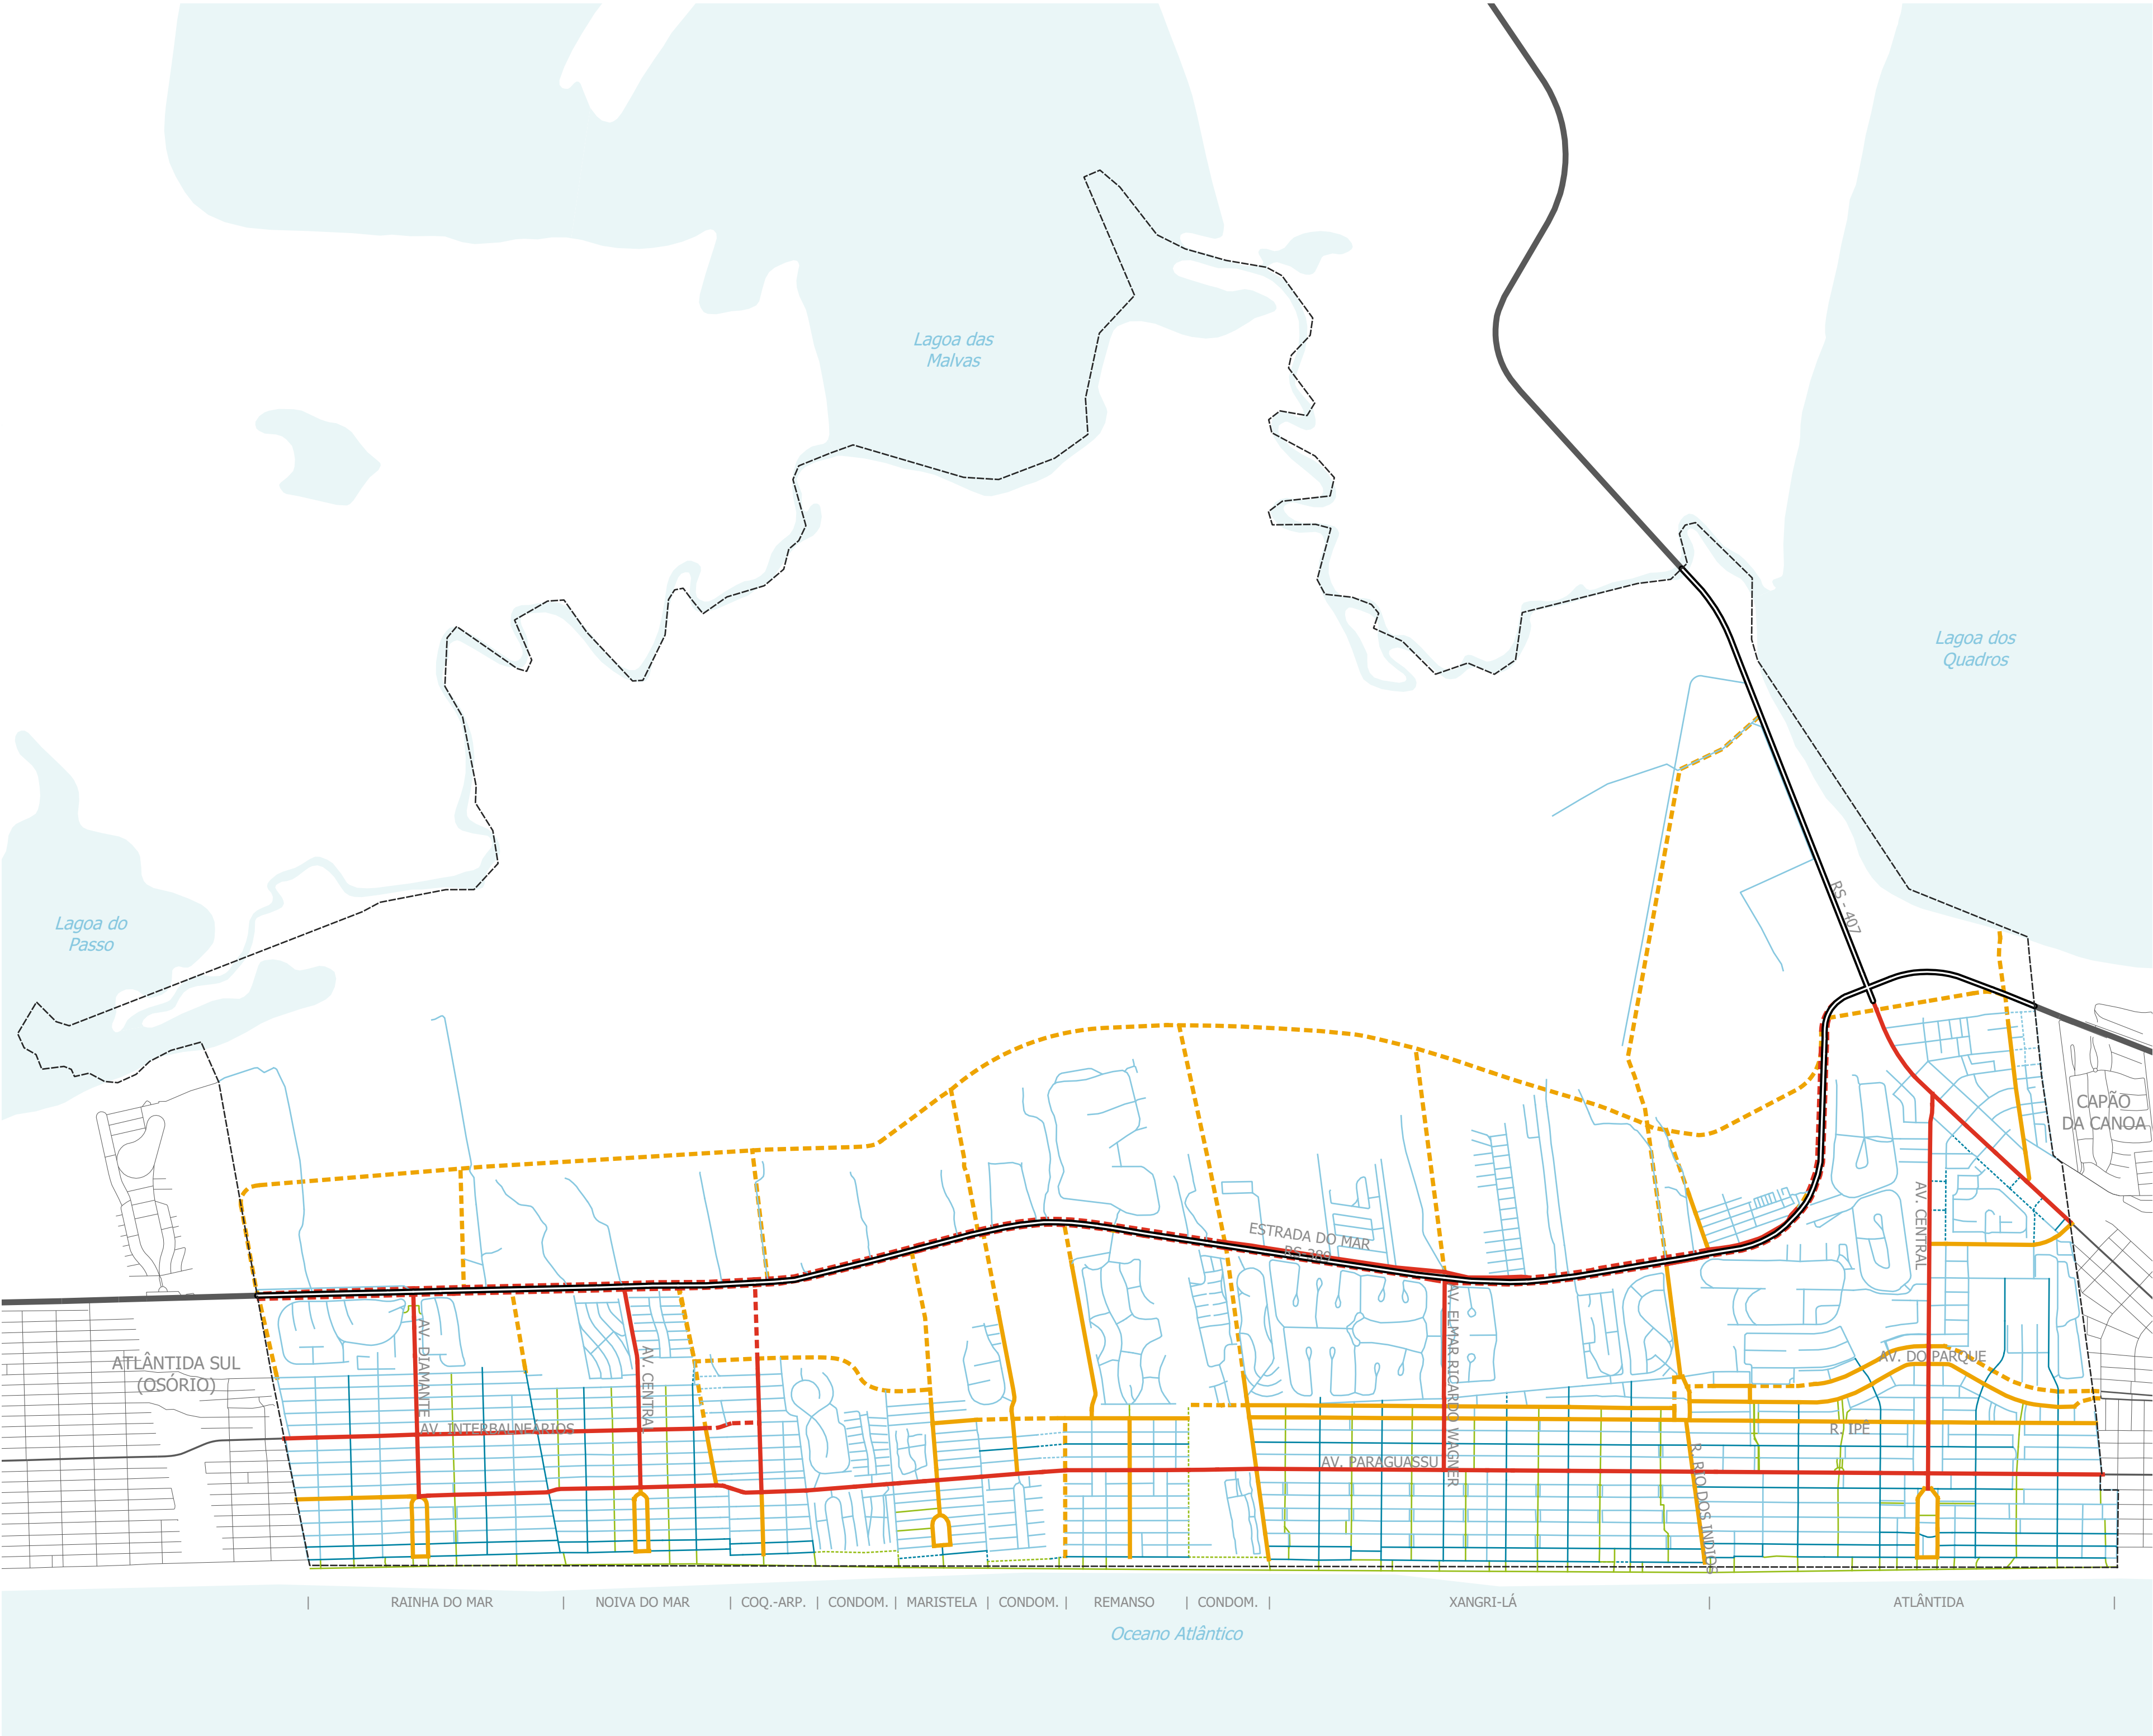 Lagoa das
Malvas
Lagoa dos
Quadros
Lagoa do
Passo
RS - 407
CAPÃO
DA CANOA
AV. CENTRAL
ESTRADA DO MAR
RS-389
ATLÂNTIDA SUL
(OSÓRIO)
AV. DIAMANTE
AV. CENTRAL
AV. ELMAR RICARDO WAGNER
AV. DO PARQUE
AV. INTERBALNEÁRIOS
R. IPÊ
AV. PARAGUASSU
R. RIO DOS INDIOS
| RAINHA DO MAR | NOIVA DO MAR | COQ.-ARP. | CONDOM. | MARISTELA | CONDOM. | REMANSO | CONDOM. | XANGRI-LÁ | ATLÂNTIDA |
Oceano Atlântico